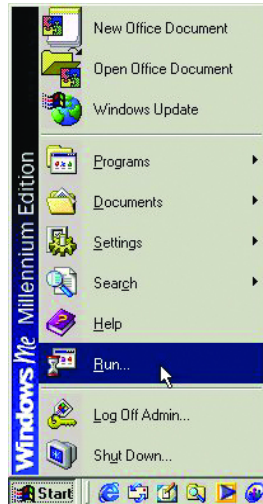 New Office Document
Open Office Document
Windows Update
Programs
Documents
Settings
Search
Help
Run...
Log Off Admin...
Shut Down...
Windows Me Millennium Edition
Start